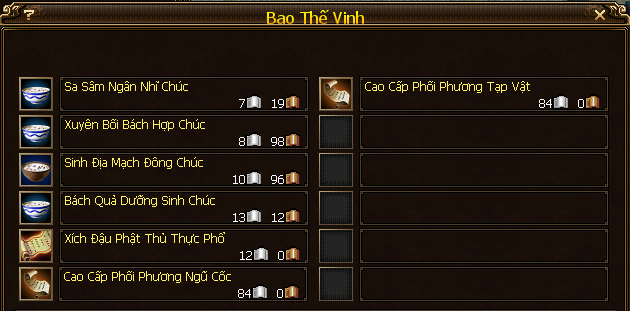 ?
Bao Thế Vinh
Sa Sâm Ngân Nhĩ Chúc
7 19
Xuyên Bối Bách Hợp Chúc
8 98
Sinh Địa Mạch Đông Chúc
10 96
Bách Quả Dưỡng Sinh Chúc
13 12
Xích Đậu Phật Thủ Thực Phổ
12 0
Cao Cấp Phối Phương Ngũ Cốc
84 0
Cao Cấp Phối Phương Tạp Vật
84 0